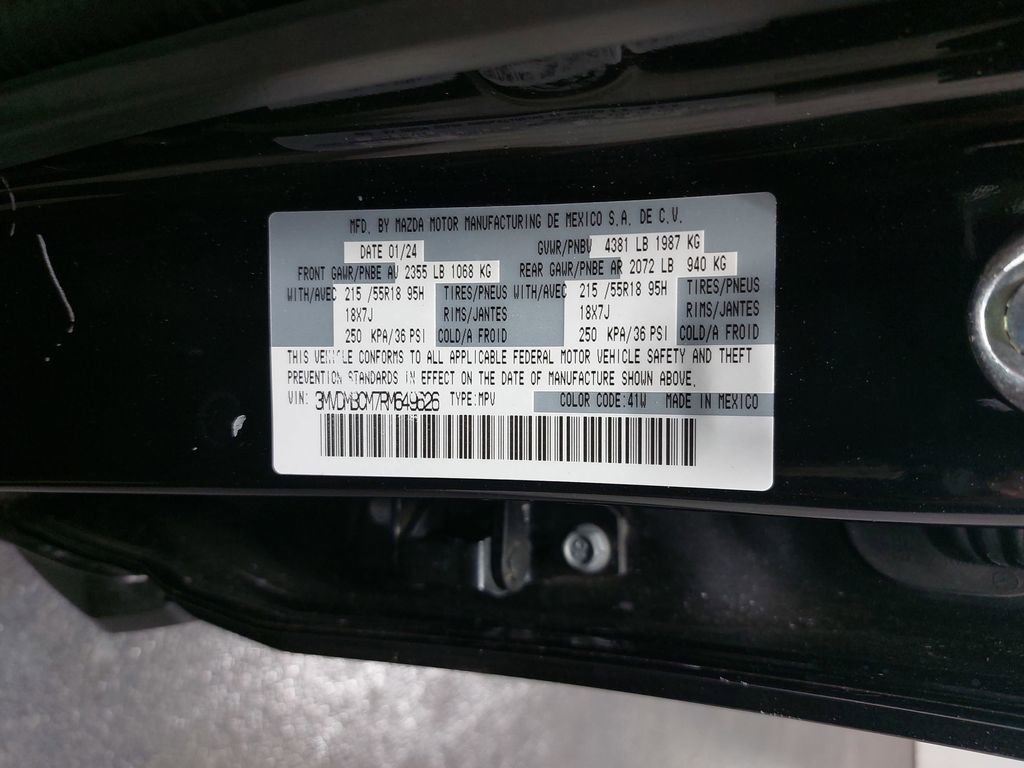 MFD. BY MAZDA MOTOR MANUFACTURING DE MEXICO S.A. DE C.V.
DATE 01/24 GVWR/PNBV 4381 LB 1987 KG
FRONT GAWR/PNBE AV 2355 LB 1068 KG REAR GAWR/PNBE AR 2072 LB 940 KG
WITH/AVEC 215 /55R18 95H TIRES/PNEUS WITH/AVEC 215 /55R18 95H TIRES/PNEUS
18X7J RIMS/JANTES 18X7J RIMS/JANTES
250 KPA/36 PSI COLD/A FROID 250 KPA/36 PSI COLD/A FROID
THIS VEHICLE CONFORMS TO ALL APPLICABLE FEDERAL MOTOR VEHICLE SAFETY AND THEFT
PREVENTION STANDARDS IN EFFECT ON THE DATE OF MANUFACTURE SHOWN ABOVE.
VIN: 3MVDMBCM7RM649626 TYPE:MPV COLOR CODE:41W MADE IN MEXICO